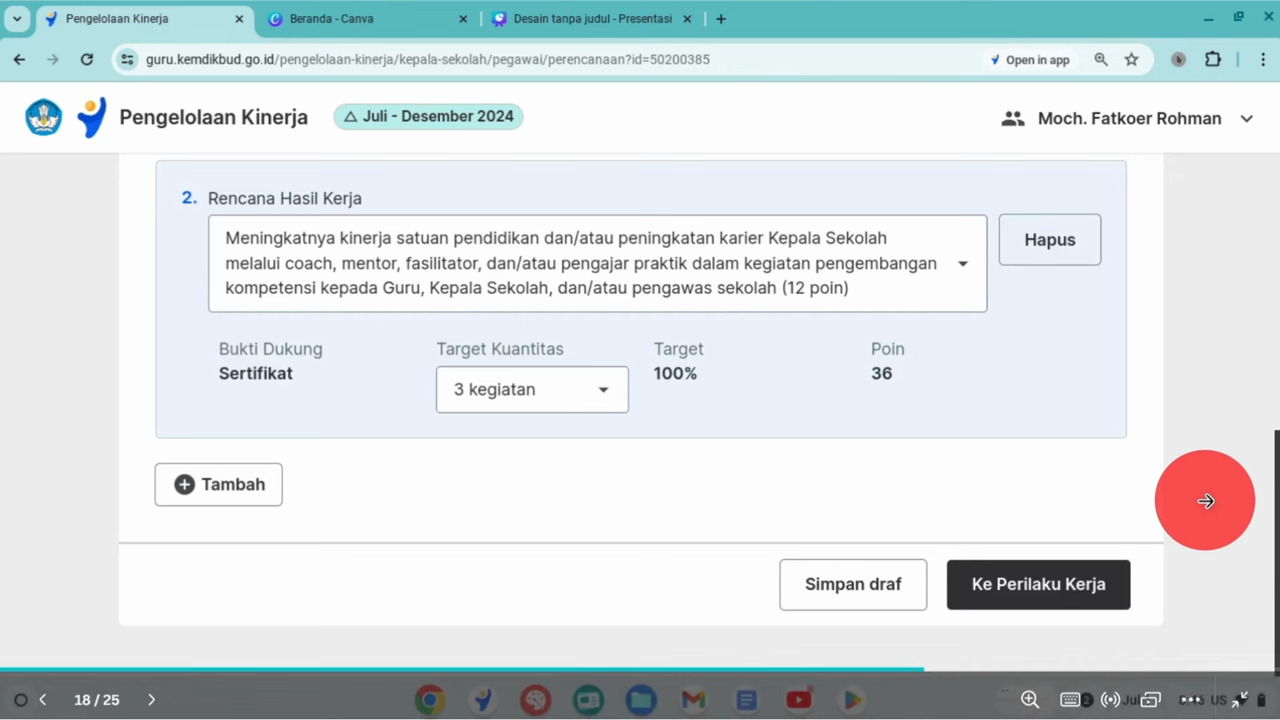 Pengelolaan Kinerja
Beranda - Canva
Desain tanpa judul - Presentasi
guru.kemdikbud.go.id/pengelolaan-kinerja/kepala-sekolah/pegawai/perencanaan?id=50200385
Open in app
Pengelolaan Kinerja
Juli - Desember 2024
Moch. Fatkoer Rohman
2. Rencana Hasil Kerja
Meningkatnya kinerja satuan pendidikan dan/atau peningkatan karier Kepala Sekolah
melalui coach, mentor, fasilitator, dan/atau pengajar praktik dalam kegiatan pengembangan
kompetensi kepada Guru, Kepala Sekolah, dan/atau pengawas sekolah (12 poin)
Hapus
Bukti Dukung
Sertifikat
Target Kuantitas
3 kegiatan
Target
100%
Poin
36
Tambah
Simpan draf
Ke Perilaku Kerja
18 / 25
2
US